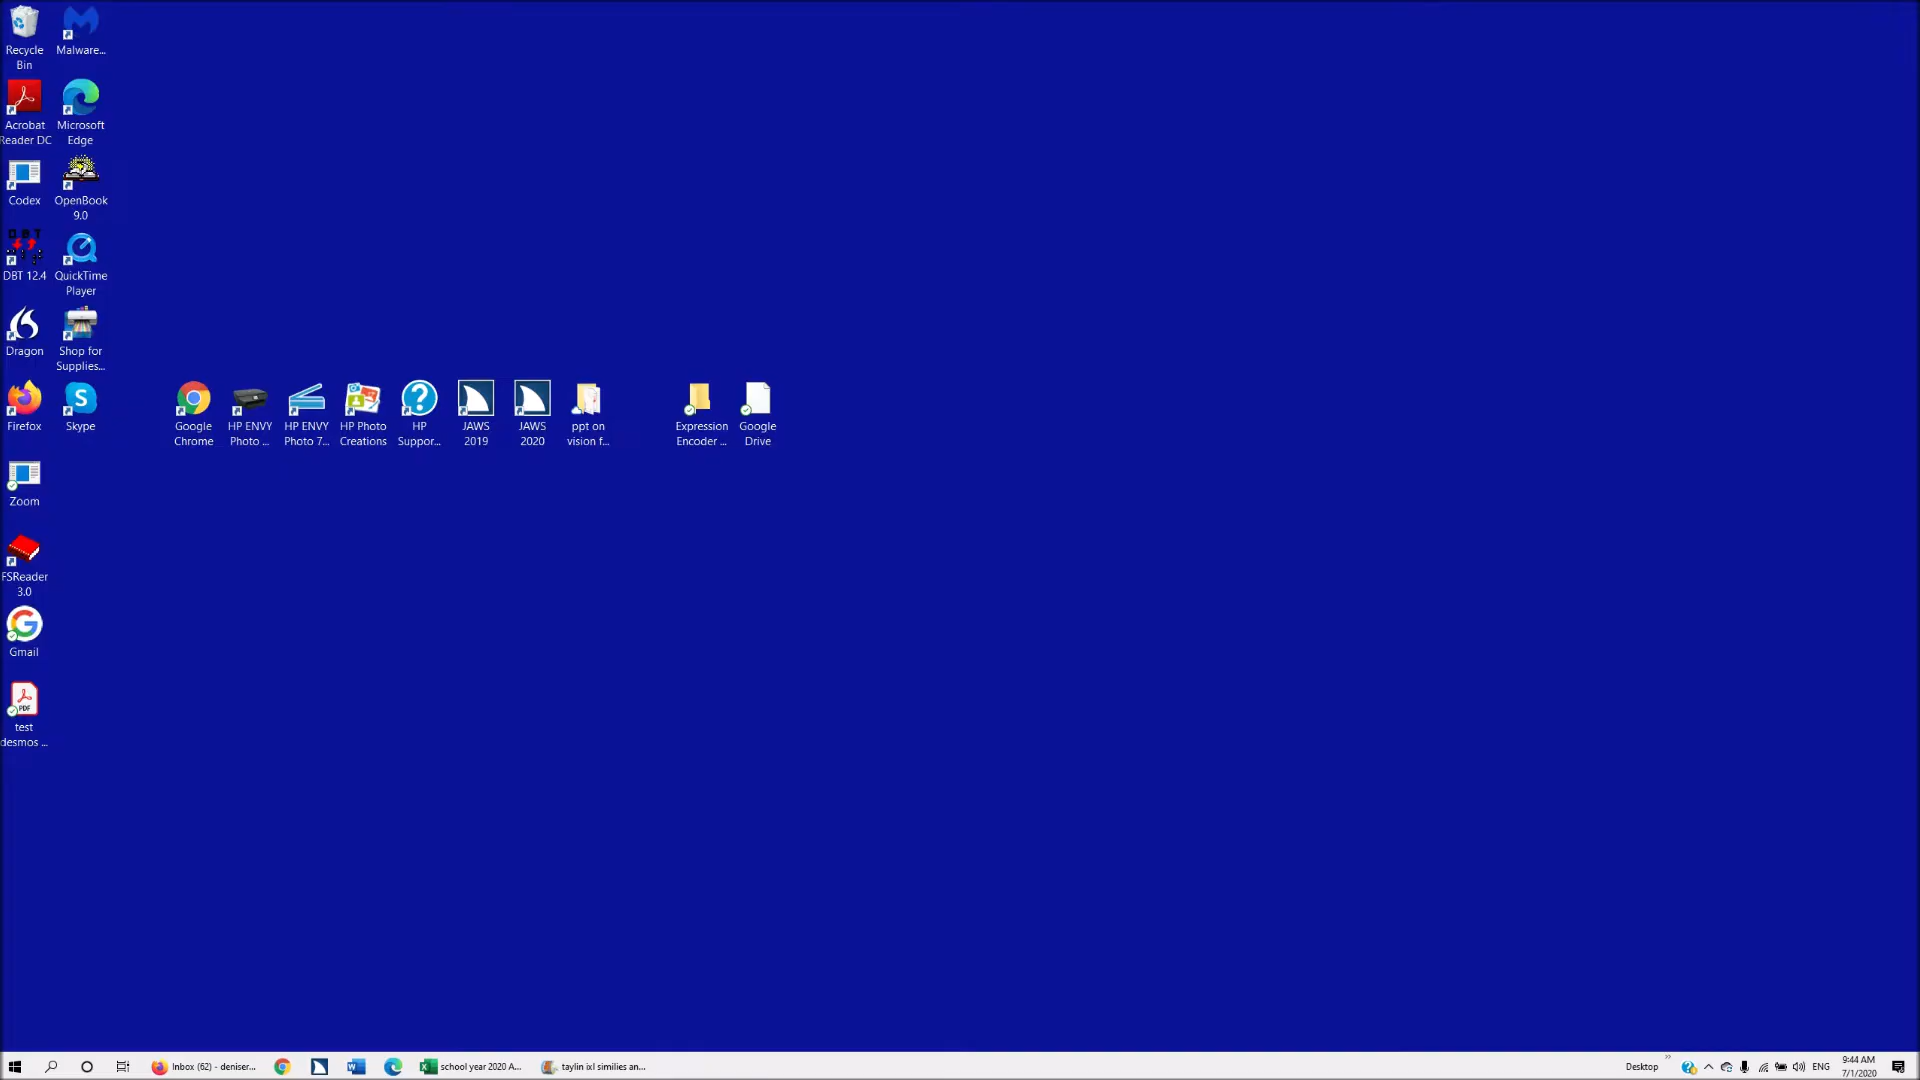 Recycle
Bin
Malware...
Acrobat
Reader DC
Microsoft
Edge
Codex
OpenBook
9.0
DBT 12.4
QuickTime
Player
Dragon
Shop for
Supplies...
Firefox
Skype
Google
Chrome
HP ENVY
Photo ...
HP ENVY
Photo 7...
HP Photo
Creations
HP
Suppor...
JAWS
2019
JAWS
2020
ppt on
vision f...
Expression
Encoder ...
Google
Drive
Zoom
FSReader
3.0
Gmail
PDF
test
desmos ...
Inbox (62) - deniser...
school year 2020 A...
taylin ixl similies an...
Desktop
ENG
9:44 AM
7/1/2020